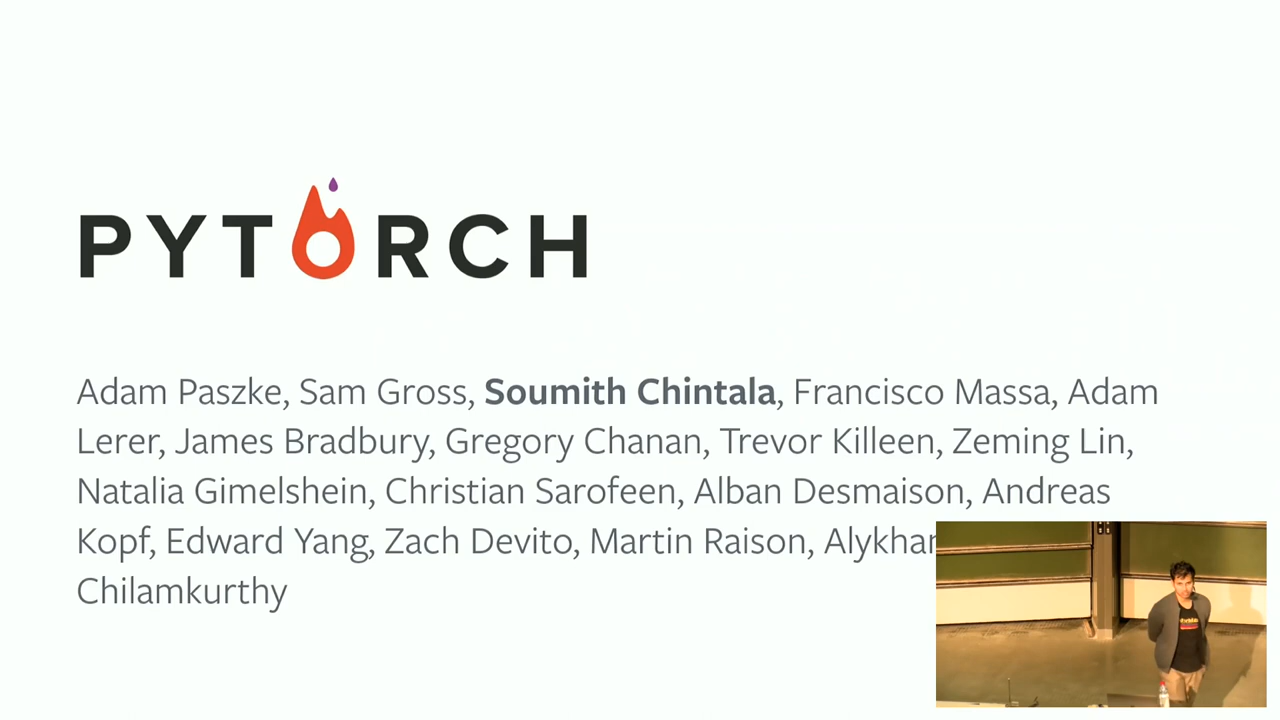 PYTORCH
Adam Paszke, Sam Gross, Soumith Chintala, Francisco Massa, Adam
Lerer, James Bradbury, Gregory Chanan, Trevor Killeen, Zeming Lin,
Natalia Gimelshein, Christian Sarofeen, Alban Desmaison, Andreas
Kopf, Edward Yang, Zach Devito, Martin Raison,
Chilamkurthy